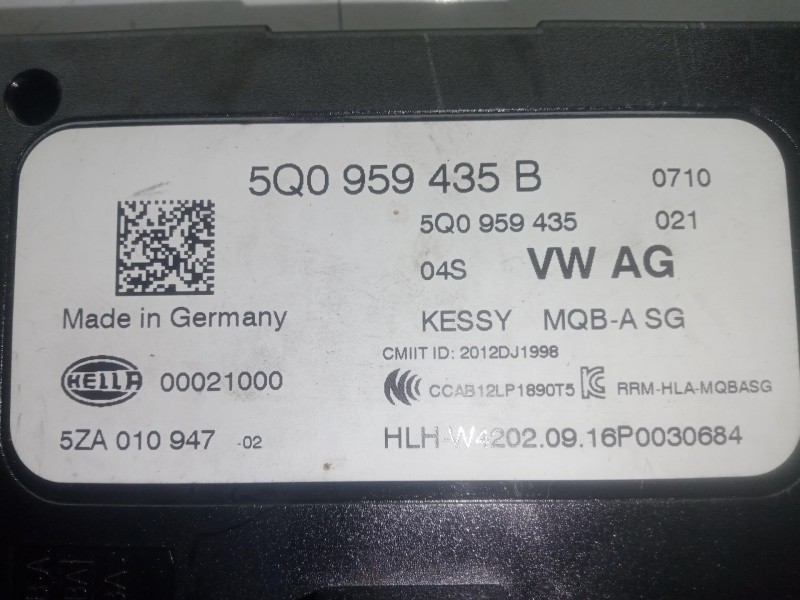 5Q0 959 435 B 0710
5Q0 959 435 021
04S VW AG
Made in Germany KESSY MQB-A SG
CMIIT ID: 2012DJ1998
HELLA 00021000 CCAB12LP1890T5 RRM-HLA-MQBASG
5ZA 010 947 -02 HLH-W4202.09.16P0030684